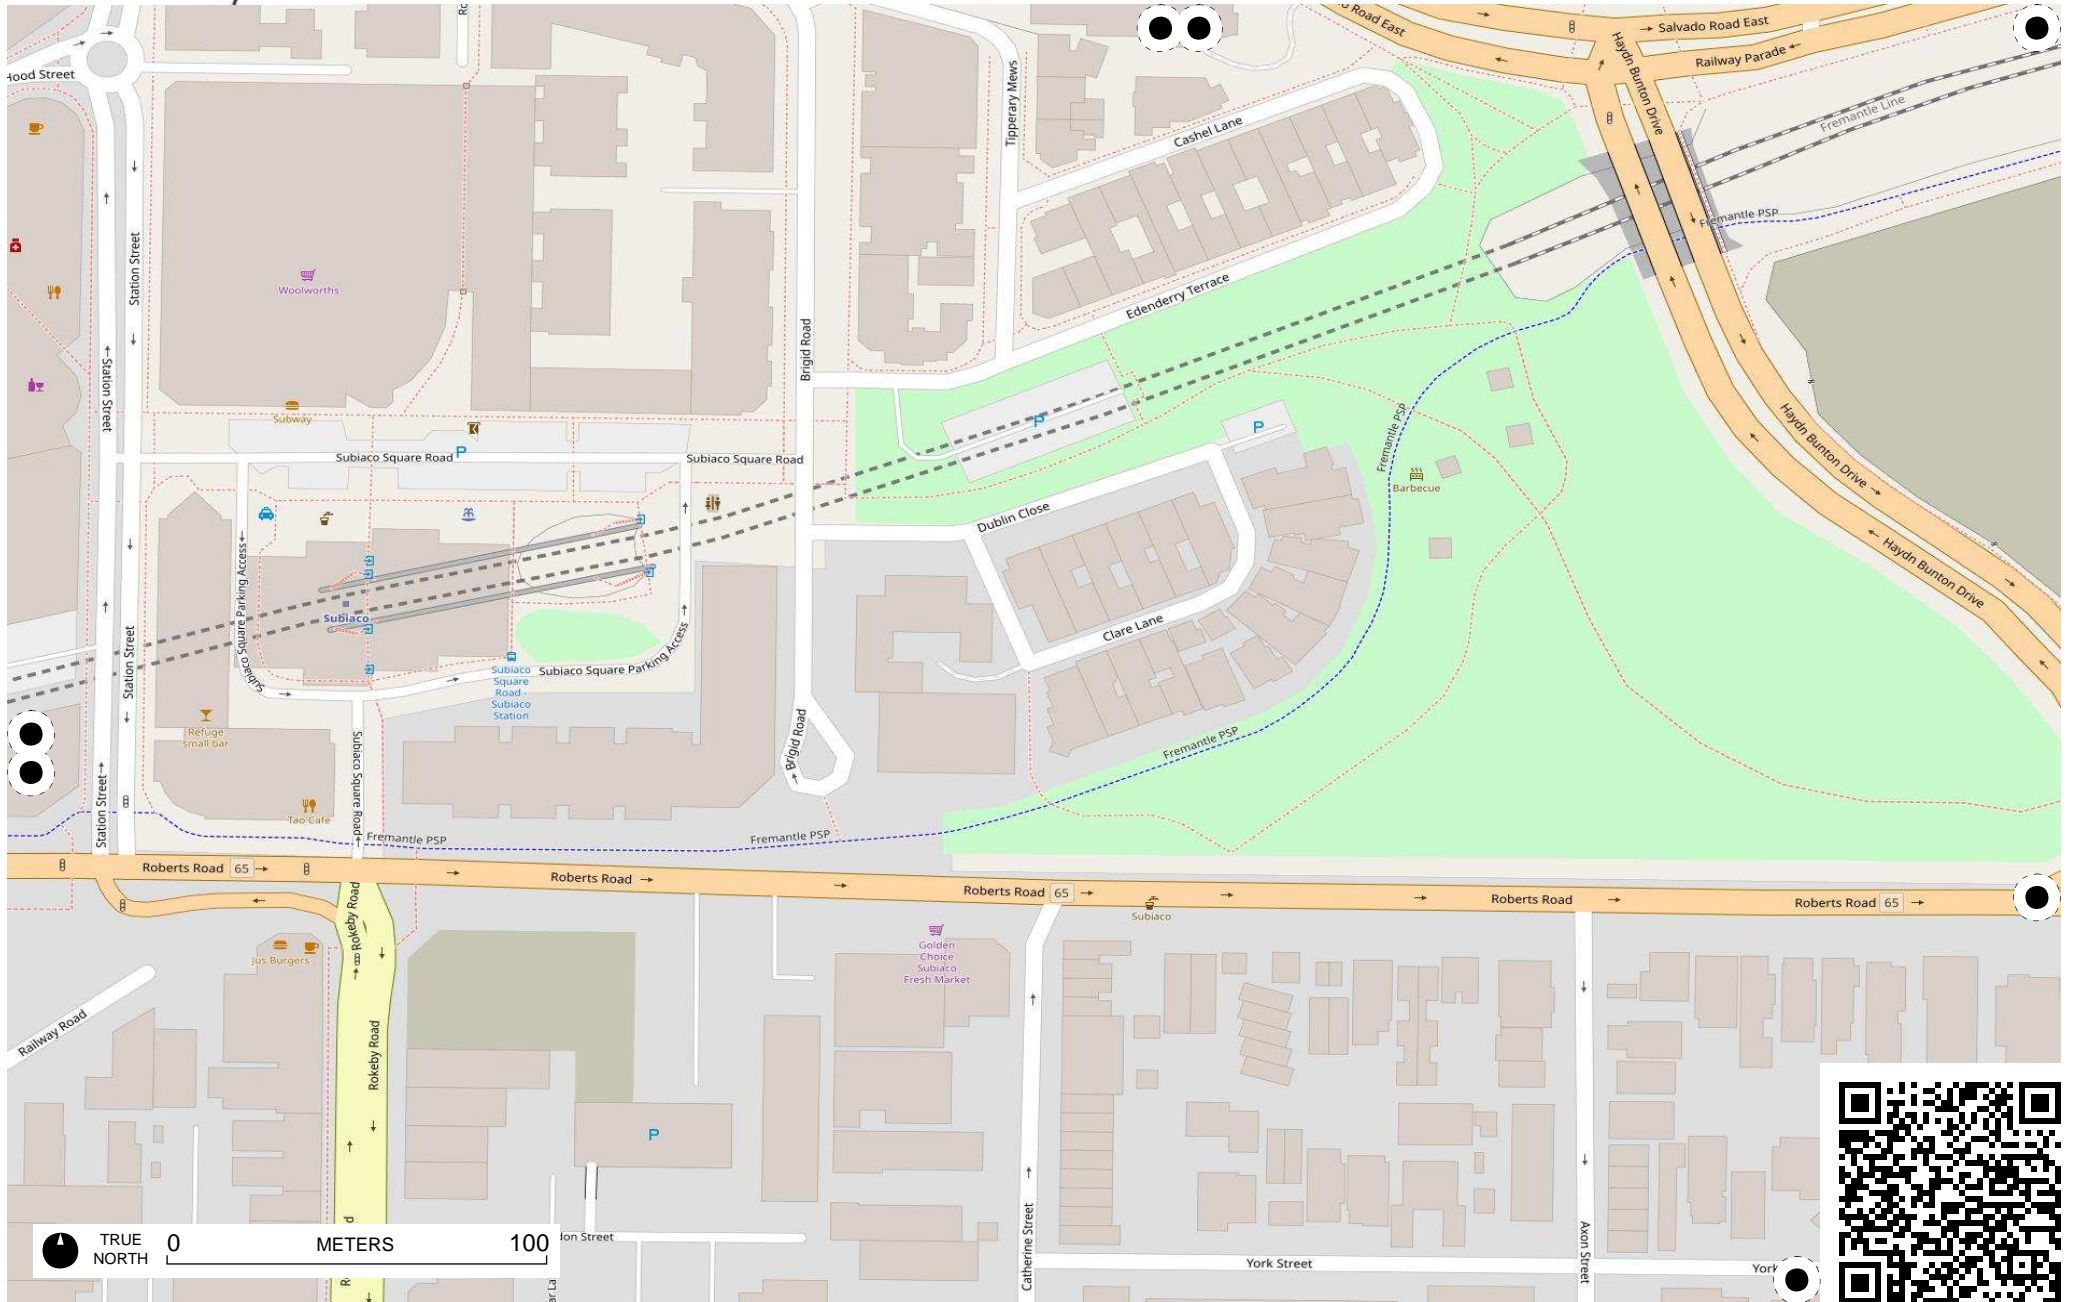 Road East
Salvado Road East
Railway Parade
Haydn Bunton Drive
Hood Street
Fremantle Line
Tipperary Mews
Cashel Lane
Fremantle PSP
Station Street
Woolworths
Edenderry Terrace
Brigid Road
Station Street
Subway
Haydn Bunton Drive
Fremantle PSP
P
P
Subiaco Square Road
P
Subiaco Square Road
Barbecue
Dublin Close
Subiaco Square Parking Access
Haydn Bunton Drive
Subiaco
Clare Lane
Station Street
Subiaco Square Parking Access
Subiaco
Square
Road -
Subiaco
Station
Refuge
small bar
Brigid Road
Fremantle PSP
Subiaco Square Road
Station Street
Tao Cafe
Fremantle PSP
Fremantle PSP
Roberts Road 65
Roberts Road
Roberts Road 65
Roberts Road
Roberts Road 65
Rokeby Road
Subiaco
Jus Burgers
Golden
Choice
Subiaco
Fresh Market
Railway Road
Rokeby Road
P
Catherine Street
Axon Street
don Street
York Street
York
TRUE
NORTH
0 METERS 100